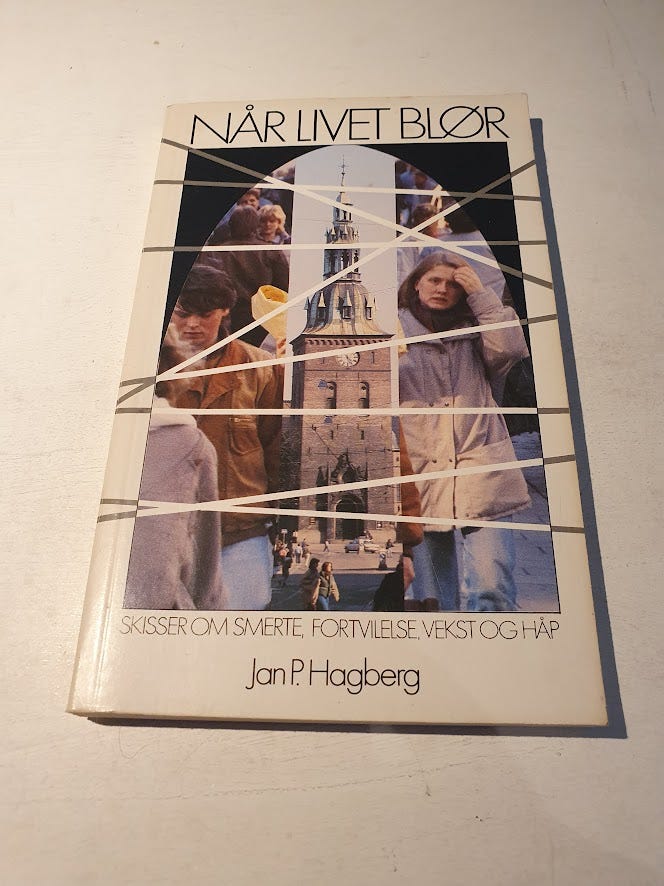 NÅR LIVET BLØR
SKISSER OM SMERTE, FORTVILELSE, VEKST OG HÅP
Jan P. Hagberg